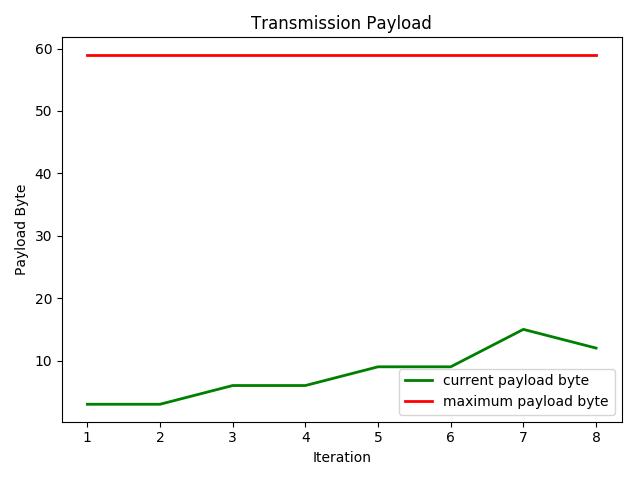 Transmission Payload
60
50
40
30
20
10
Payload Byte
current payload byte
maximum payload byte
1 2 3 4 5 6 7 8
Iteration